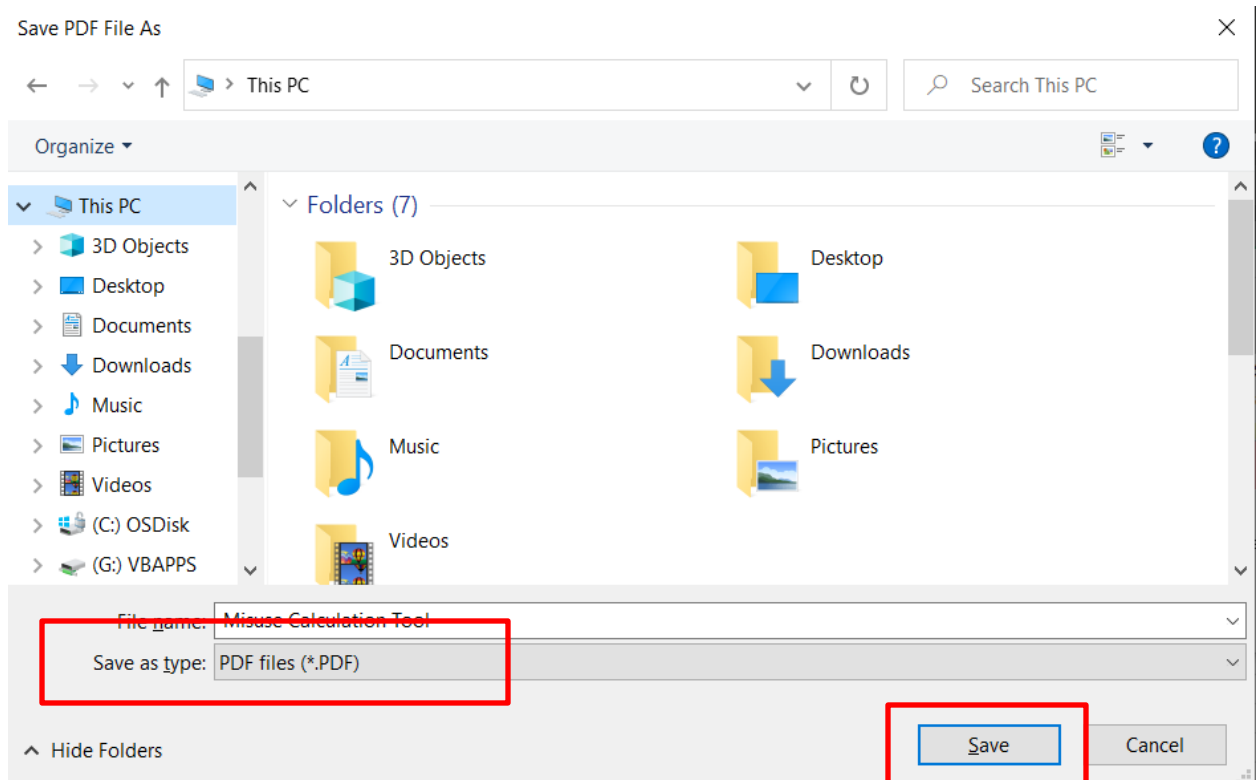 Save PDF File As
This PC
Search This PC
Organize
?
This PC
3D Objects
Desktop
Documents
Downloads
Music
Pictures
Videos
(C:) OSDisk
(G:) VBAPPS
Folders (7)
3D Objects
Desktop
Documents
Downloads
Music
Pictures
Videos
File name: Misuse Calculation Tool
Save as type: PDF files (*.PDF)
Hide Folders
Save
Cancel